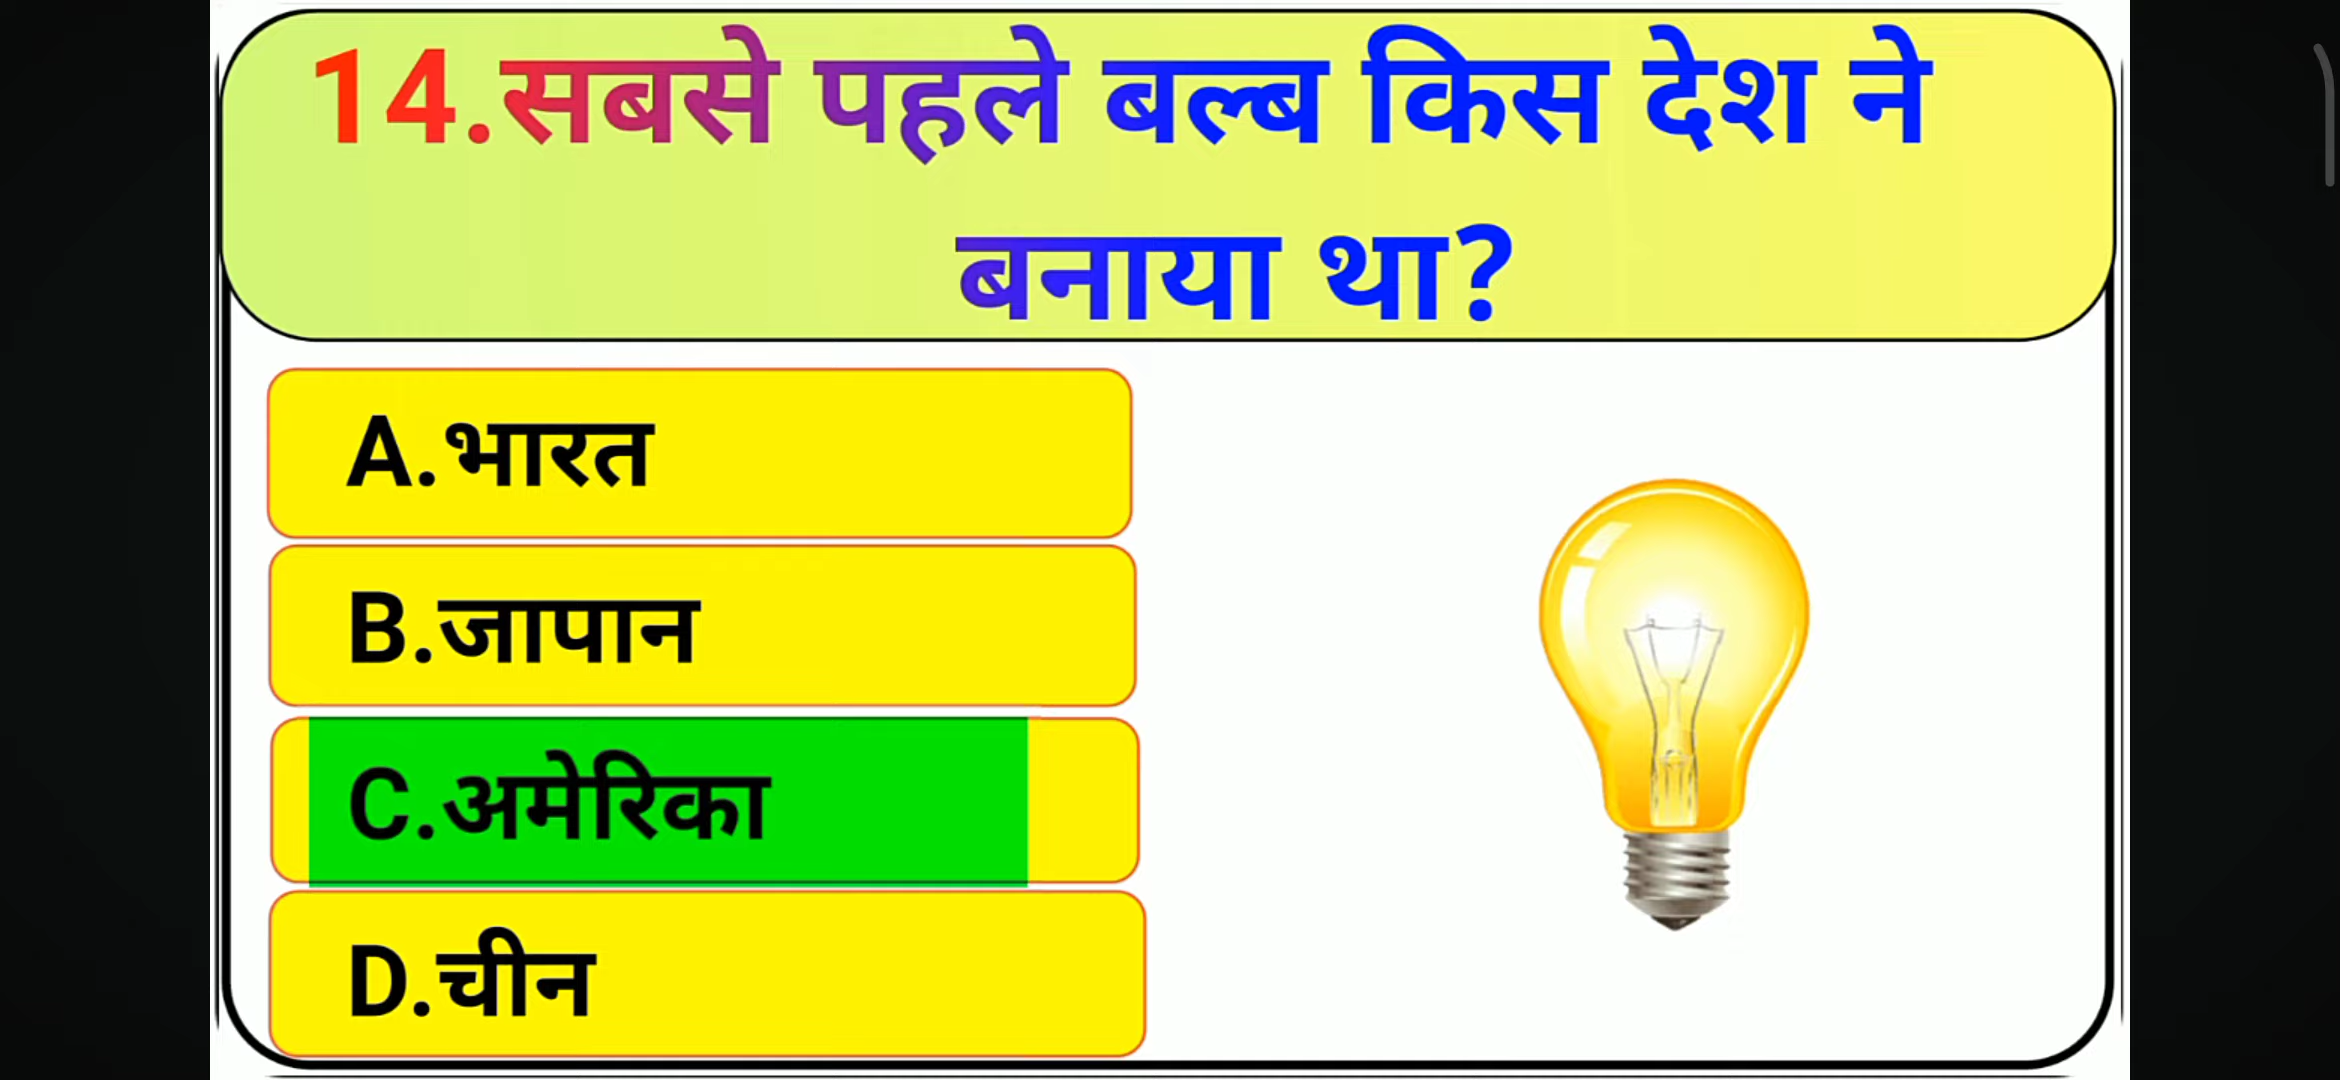 14.सबसे पहले बल्ब किस देश ने
बनाया था?
A.भारत
B.जापान
C.अमेरिका
D.चीन